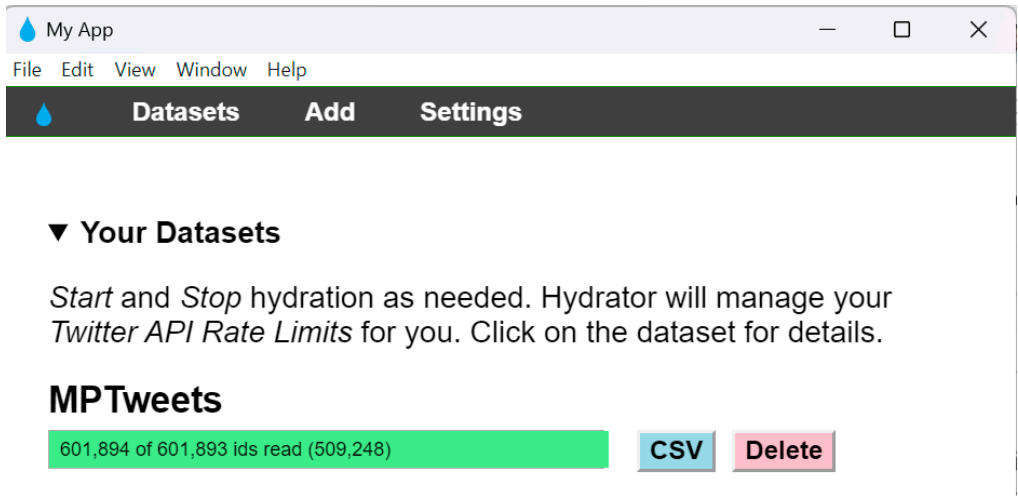 My App
File Edit View Window Help
Datasets Add Settings
Your Datasets
Start and Stop hydration as needed. Hydrator will manage your
Twitter API Rate Limits for you. Click on the dataset for details.
MPTweets
601,894 of 601,893 ids read (509,248)
CSV Delete